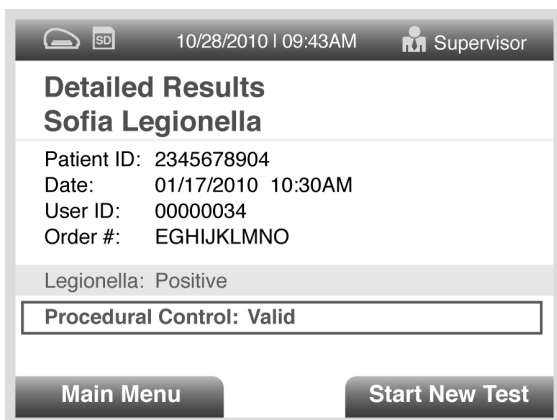 SD 10/28/2010 | 09:43AM Supervisor
Detailed Results
Sofia Legionella
Patient ID: 2345678904
Date: 01/17/2010 10:30AM
User ID: 00000034
Order #: EGHIJKLMNO
Legionella: Positive
Procedural Control: Valid
Main Menu Start New Test